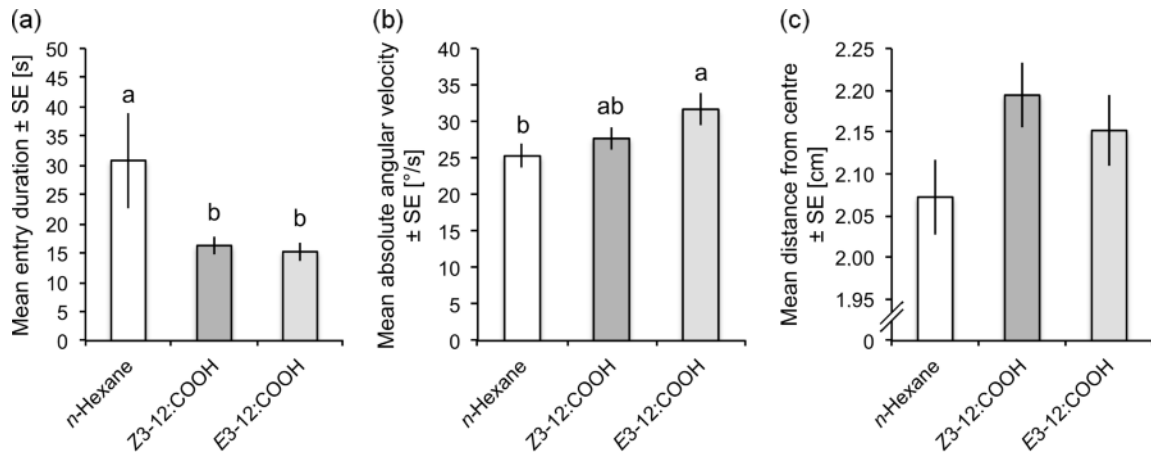 (a)
Mean entry duration ± SE [s]
50
45
40
35
30
25
20
15
10
5
0
a
b
b
n-Hexane
Z3-12:COOH
E3-12:COOH
(b)
Mean absolute angular velocity
± SE [°/s]
40
35
30
25
20
15
10
5
0
b
ab
a
n-Hexane
Z3-12:COOH
E3-12:COOH
(c)
Mean distance from centre
± SE [cm]
2.25
2.20
2.15
2.10
2.05
2.00
1.95
0
n-Hexane
Z3-12:COOH
E3-12:COOH